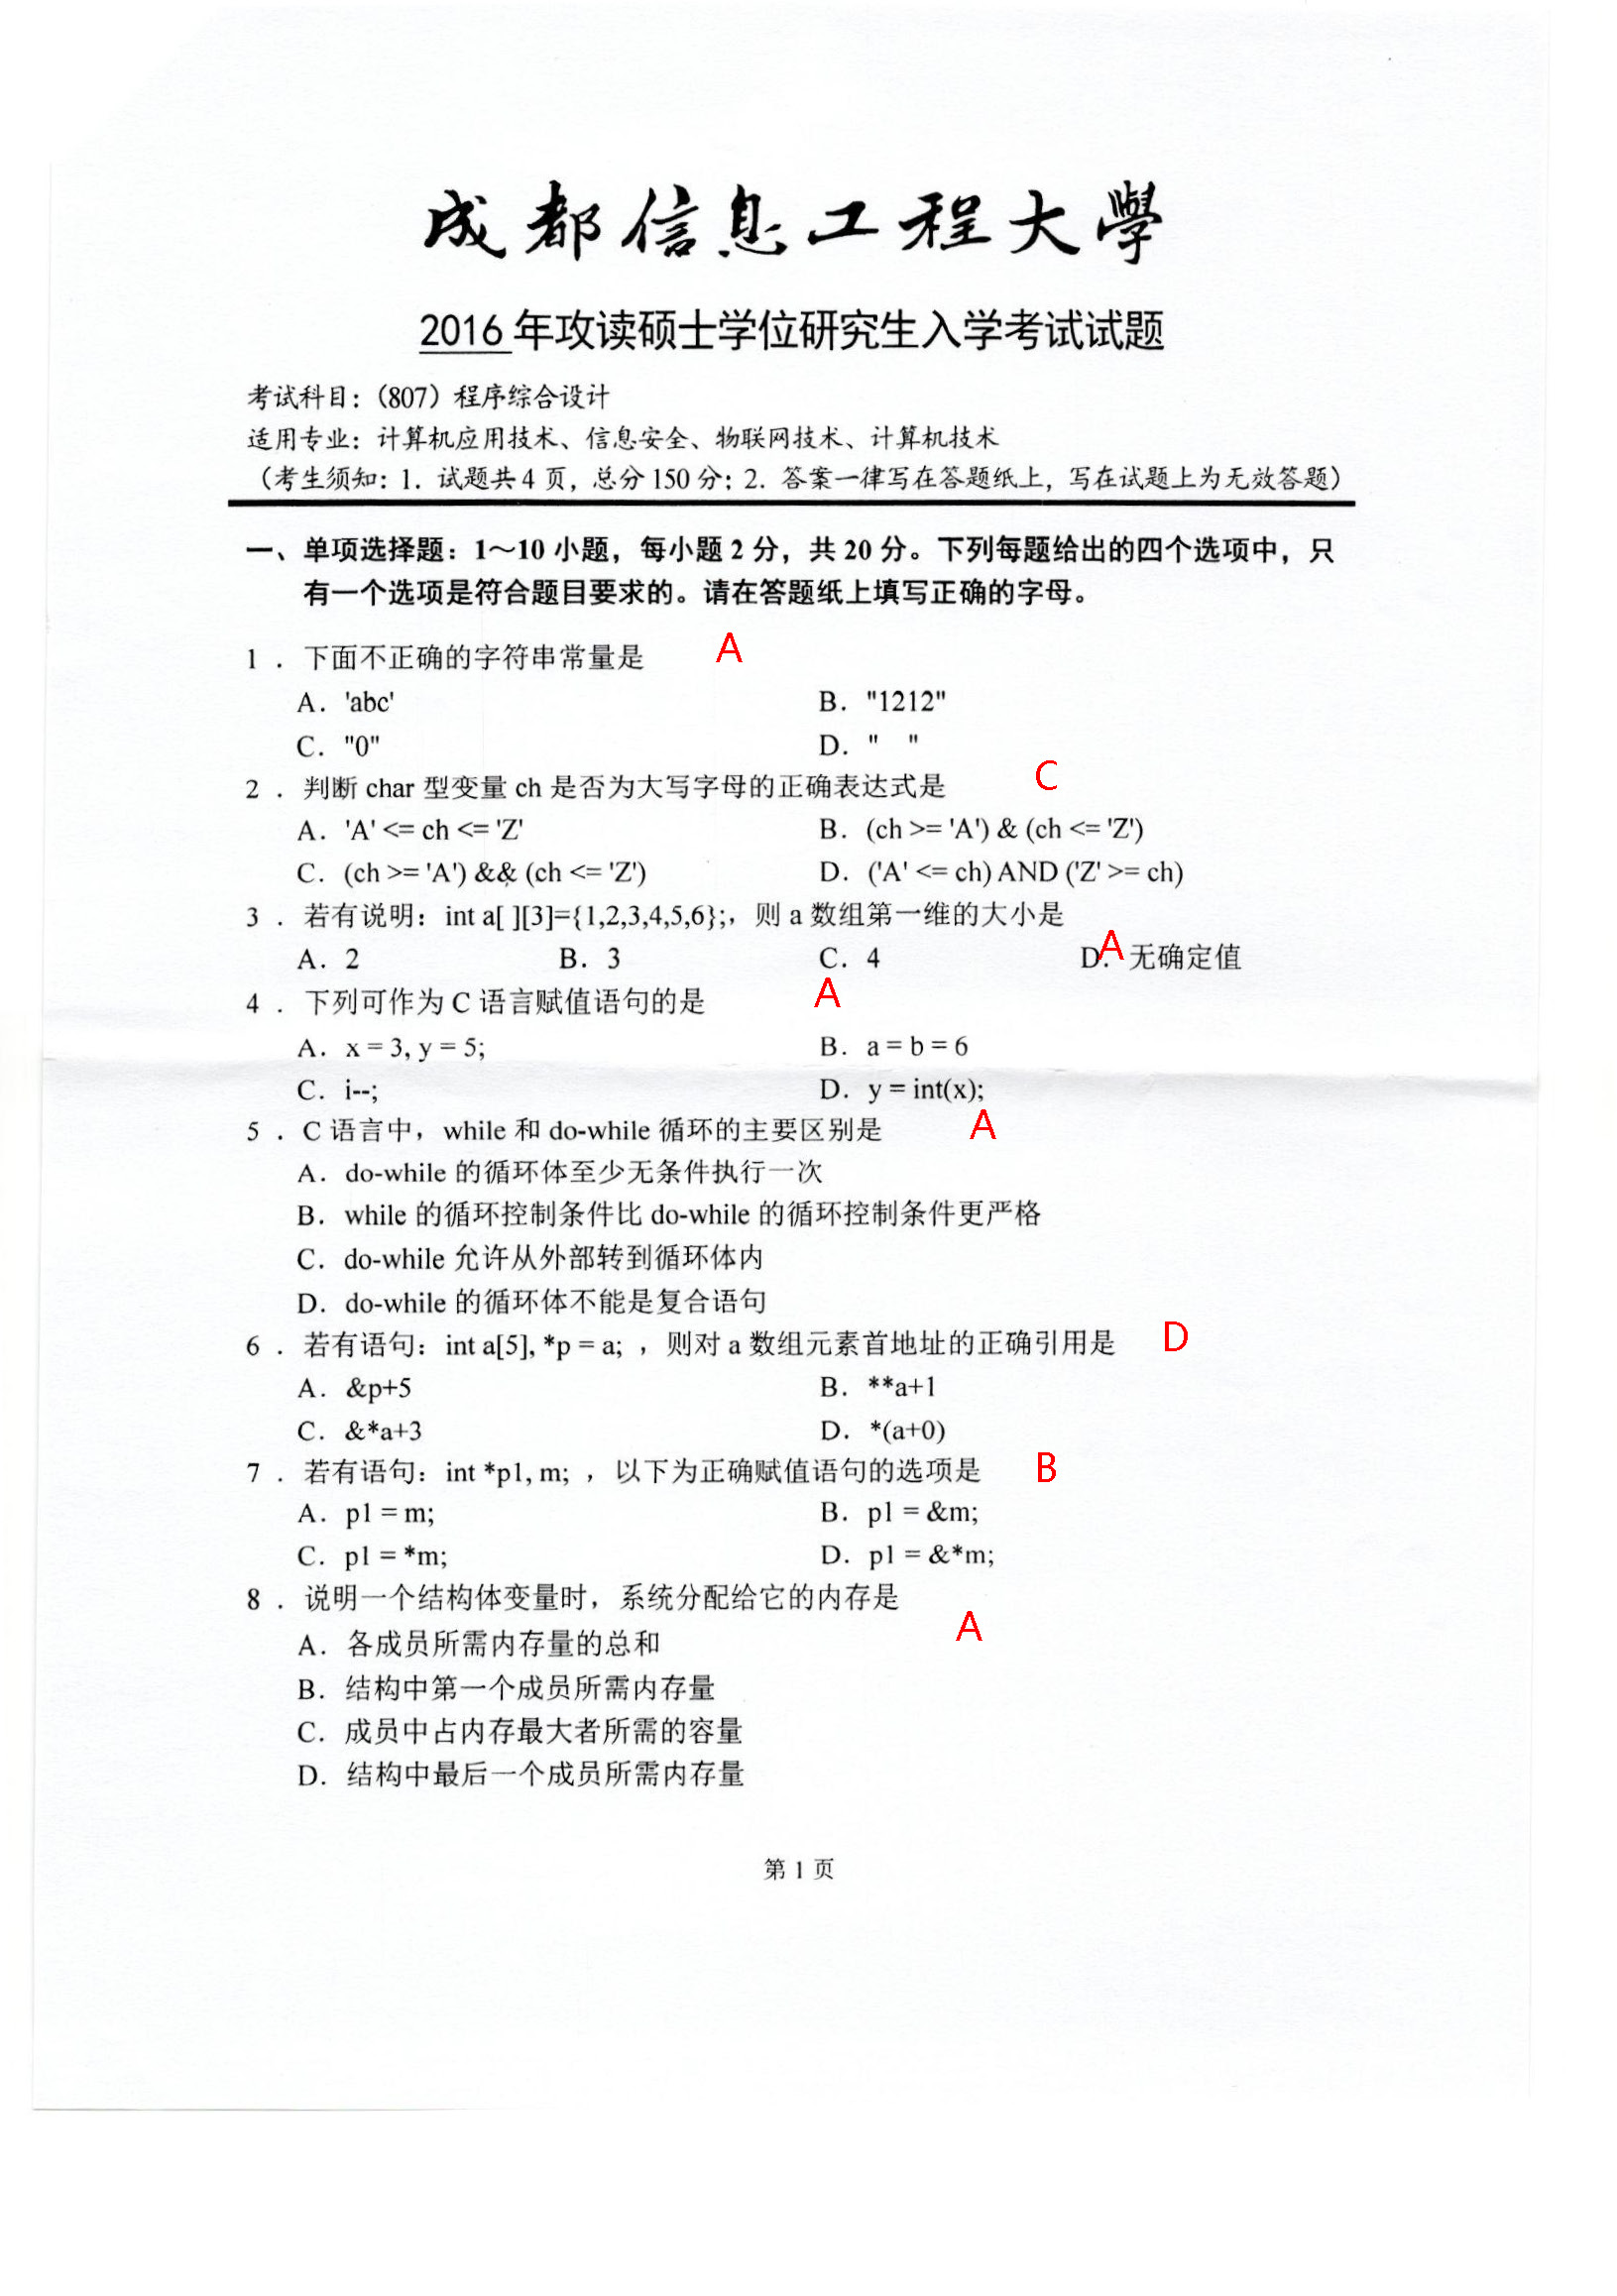 成都信息工程大學
2016 年攻读硕士学位研究生入学考试试题
考试科目：（807）程序综合设计
适用专业：计算机应用技术、信息安全、物联网技术、计算机技术
（考生须知：1. 试题共 4 页，总分 150 分；2. 答案一律写在答题纸上，写在试题上为无效答题）
一、单项选择题：1～10 小题，每小题 2 分，共 20 分。下列每题给出的四个选项中，只
有一个选项是符合题目要求的。请在答题纸上填写正确的字母。
1 . 下面不正确的字符串常量是 A
A. 'abc' B. "1212"
C. "0" D. " "
2 . 判断 char 型变量 ch 是否为大写字母的正确表达式是 C
A. 'A' <= ch <= 'Z' B. (ch >= 'A') & (ch <= 'Z')
C. (ch >= 'A') && (ch <= 'Z') D. ('A' <= ch) AND ('Z' >= ch)
3 . 若有说明：int a[ ][3]={1,2,3,4,5,6};，则 a 数组第一维的大小是 A
A. 2 B. 3 C. 4 D. 无确定值
4 . 下列可作为 C 语言赋值语句的是 A
A. x = 3, y = 5; B. a = b = 6
C. i--; D. y = int(x);
5 . C 语言中，while 和 do-while 循环的主要区别是 A
A. do-while 的循环体至少无条件执行一次
B. while 的循环控制条件比 do-while 的循环控制条件更严格
C. do-while 允许从外部转到循环体内
D. do-while 的循环体不能是复合语句
6 . 若有语句：int a[5], *p = a; ，则对 a 数组元素首地址的正确引用是 D
A. &p+5 B. **a+1
C. &*a+3 D. *(a+0)
7 . 若有语句：int *p1, m; ，以下为正确赋值语句的选项是 B
A. p1 = m; B. p1 = &m;
C. p1 = *m; D. p1 = &*m;
8 . 说明一个结构体变量时，系统分配给它的内存是 A
A. 各成员所需内存量的总和
B. 结构中第一个成员所需内存量
C. 成员中占内存最大者所需的容量
D. 结构中最后一个成员所需内存量
第 1 页